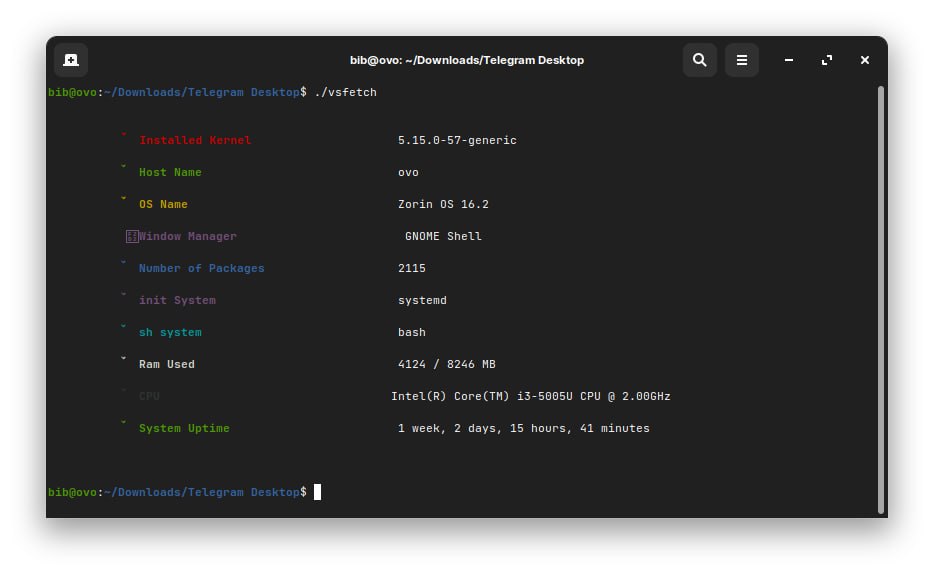 bib@ovo: ~/Downloads/Telegram Desktop
bib@ovo:~/Downloads/Telegram Desktop$ ./vsfetch
Installed Kernel 5.15.0-57-generic
Host Name ovo
OS Name Zorin OS 16.2
Window Manager GNOME Shell
Number of Packages 2115
init System systemd
sh system bash
Ram Used 4124 / 8246 MB
CPU Intel(R) Core(TM) i3-5005U CPU @ 2.00GHz
System Uptime 1 week, 2 days, 15 hours, 41 minutes
bib@ovo:~/Downloads/Telegram Desktop$